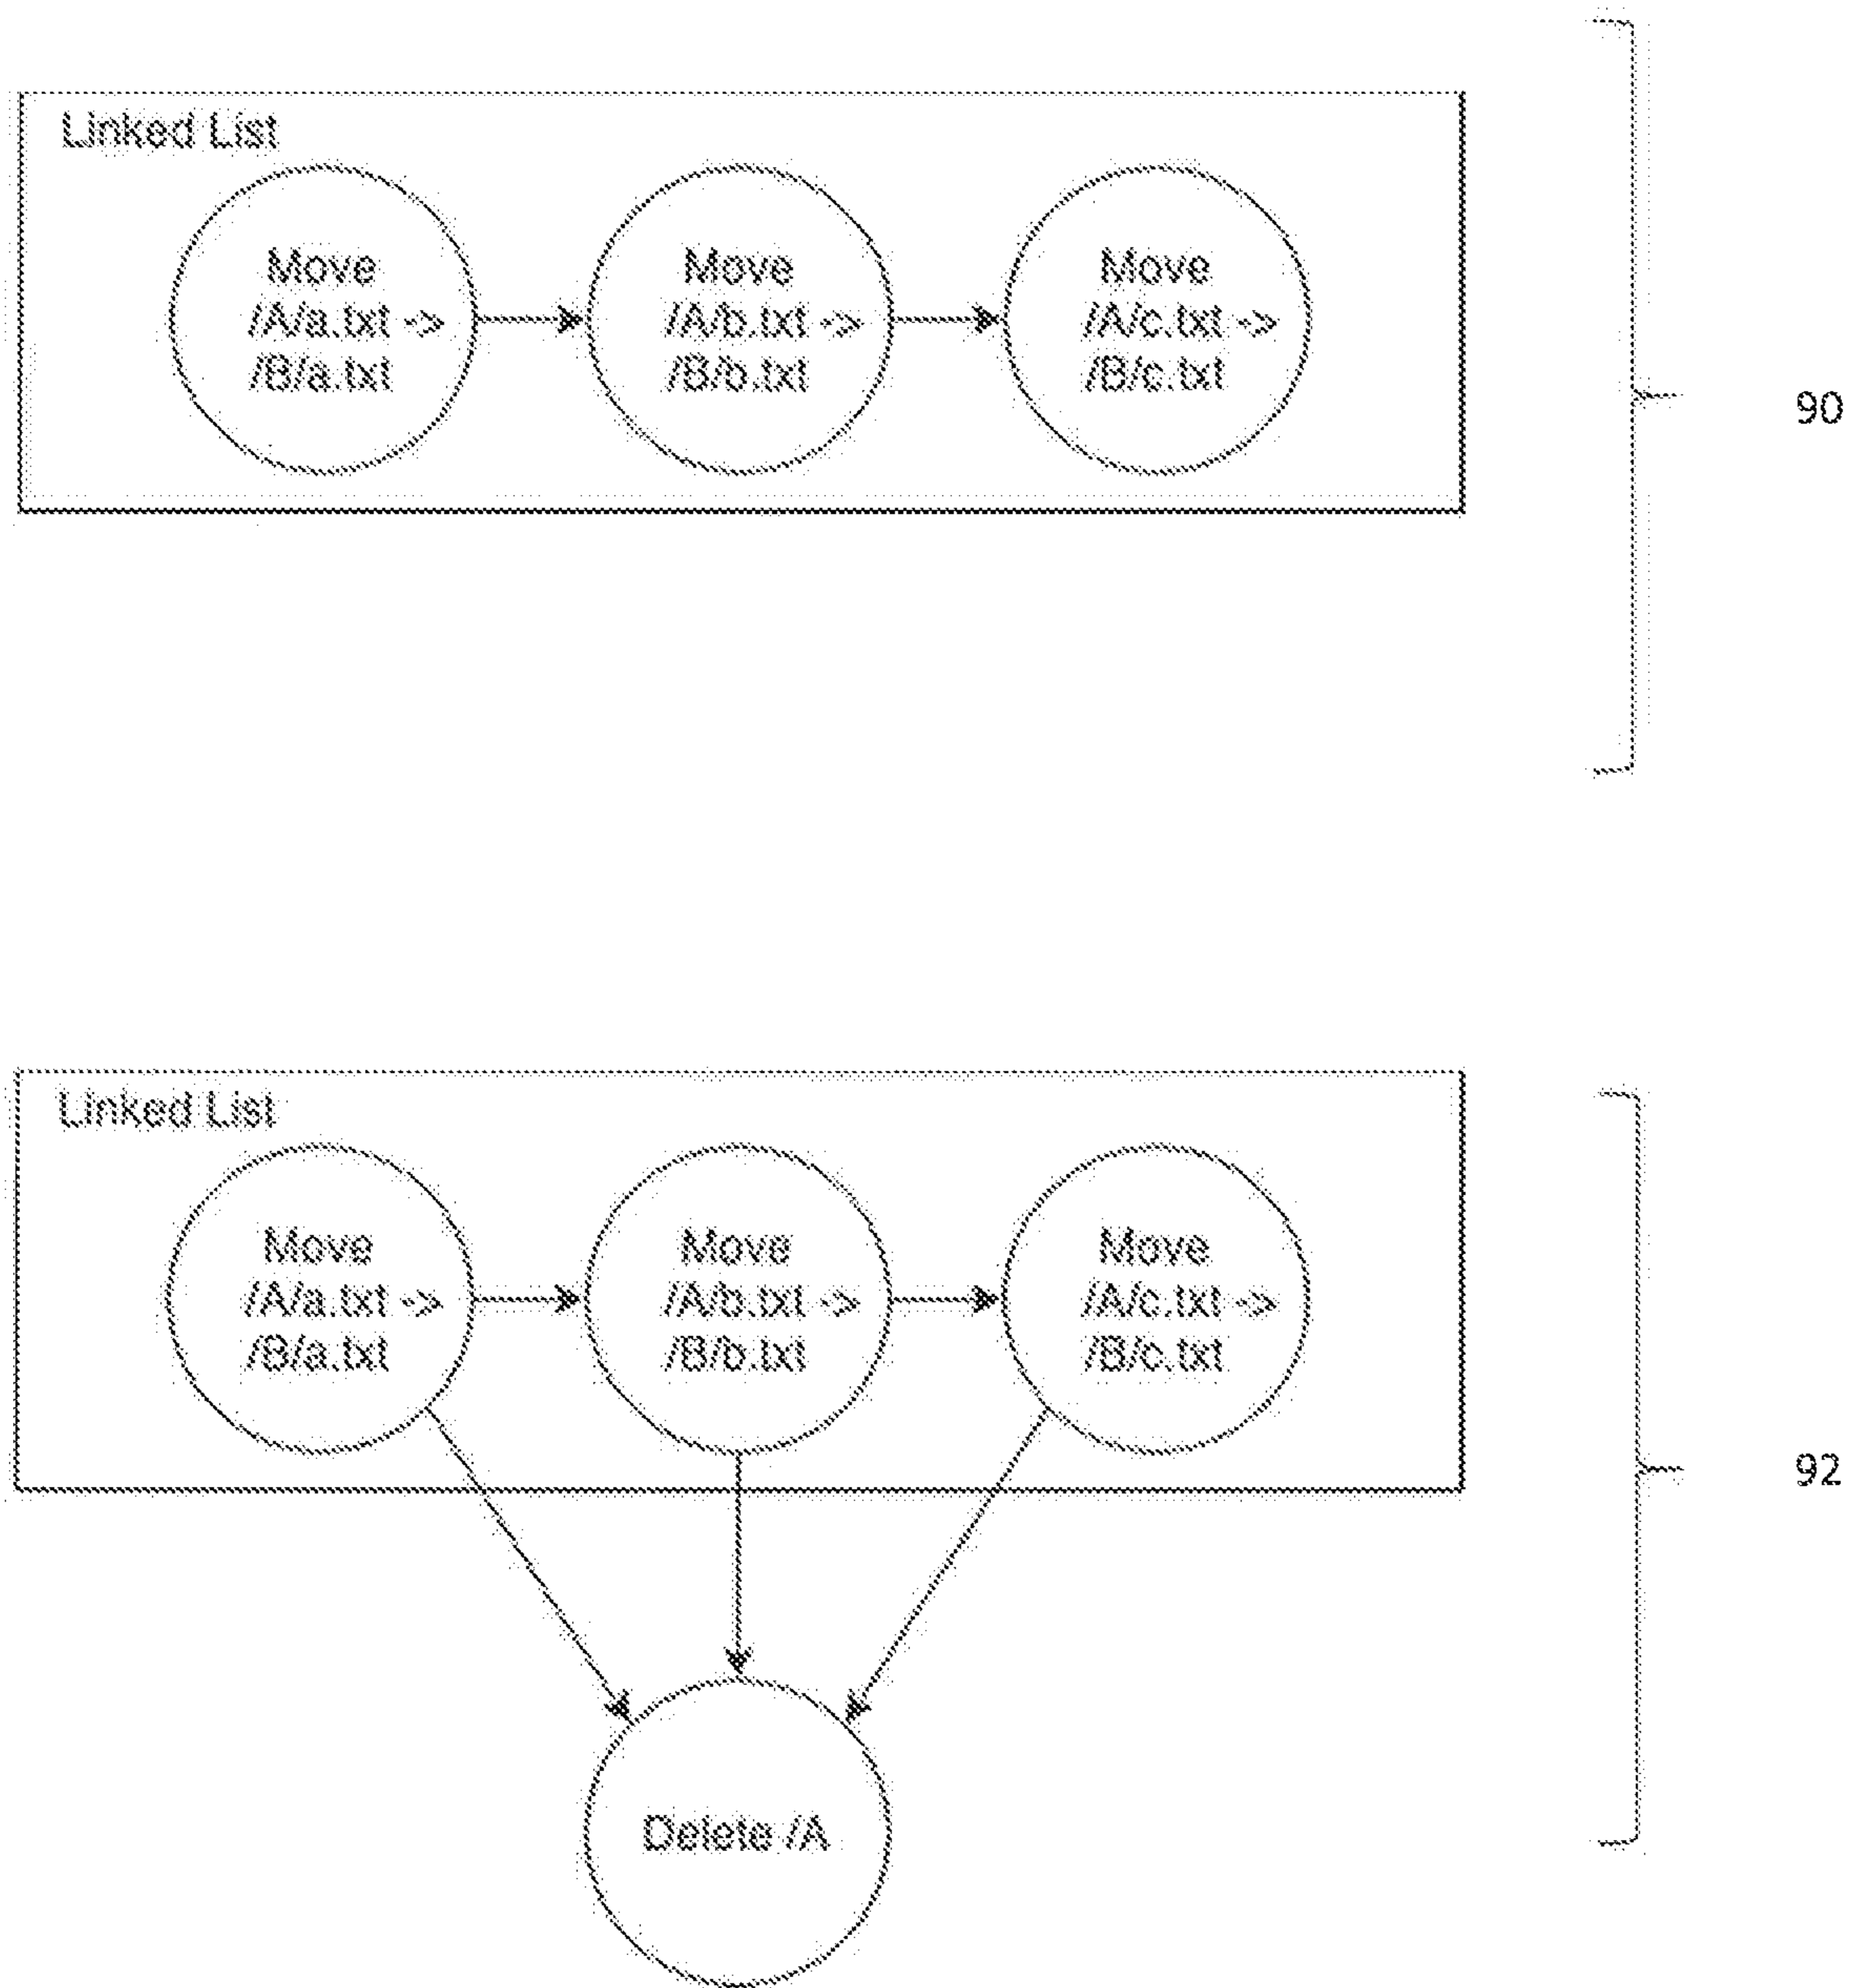 Linked List
Move
/A/a.txt ->
/B/a.txt
Move
/A/b.txt ->
/B/b.txt
Move
/A/c.txt ->
/B/c.txt
90
Linked List
Move
/A/a.txt ->
/B/a.txt
Move
/A/b.txt ->
/B/b.txt
Move
/A/c.txt ->
/B/c.txt
92
Delete /A